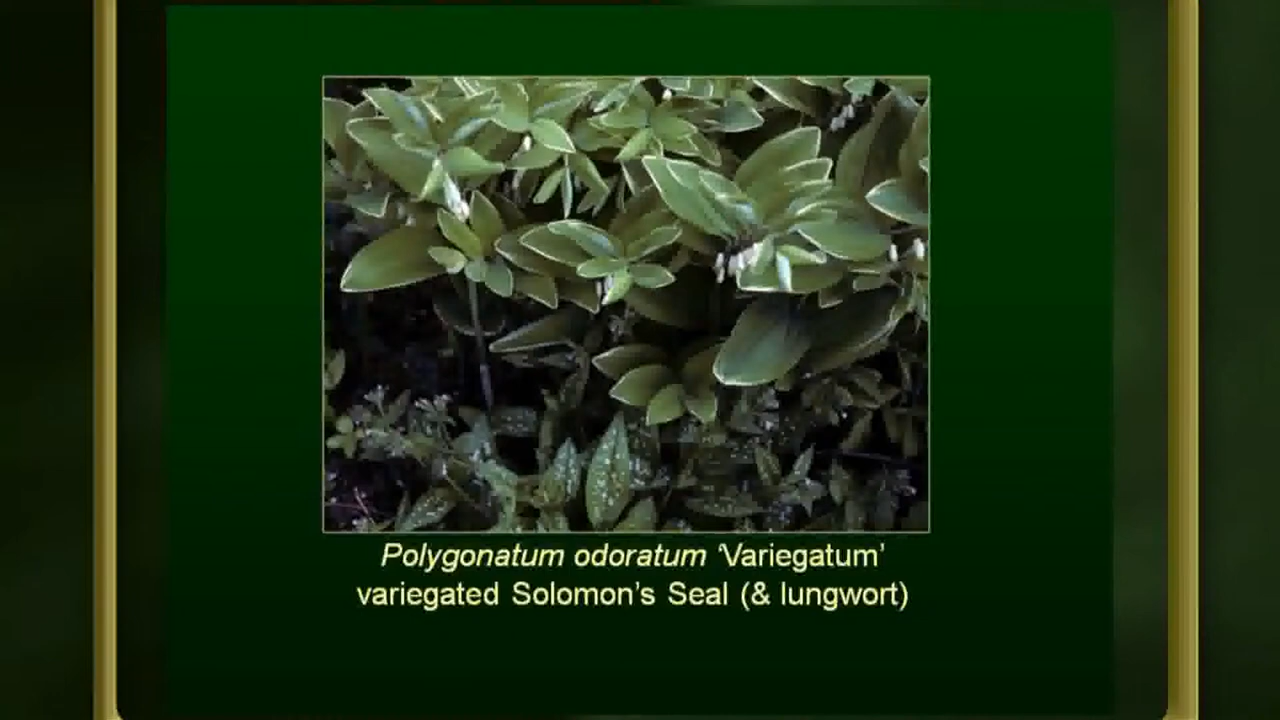 Polygonatum odoratum ‘Variegatum’
variegated Solomon’s Seal (& lungwort)